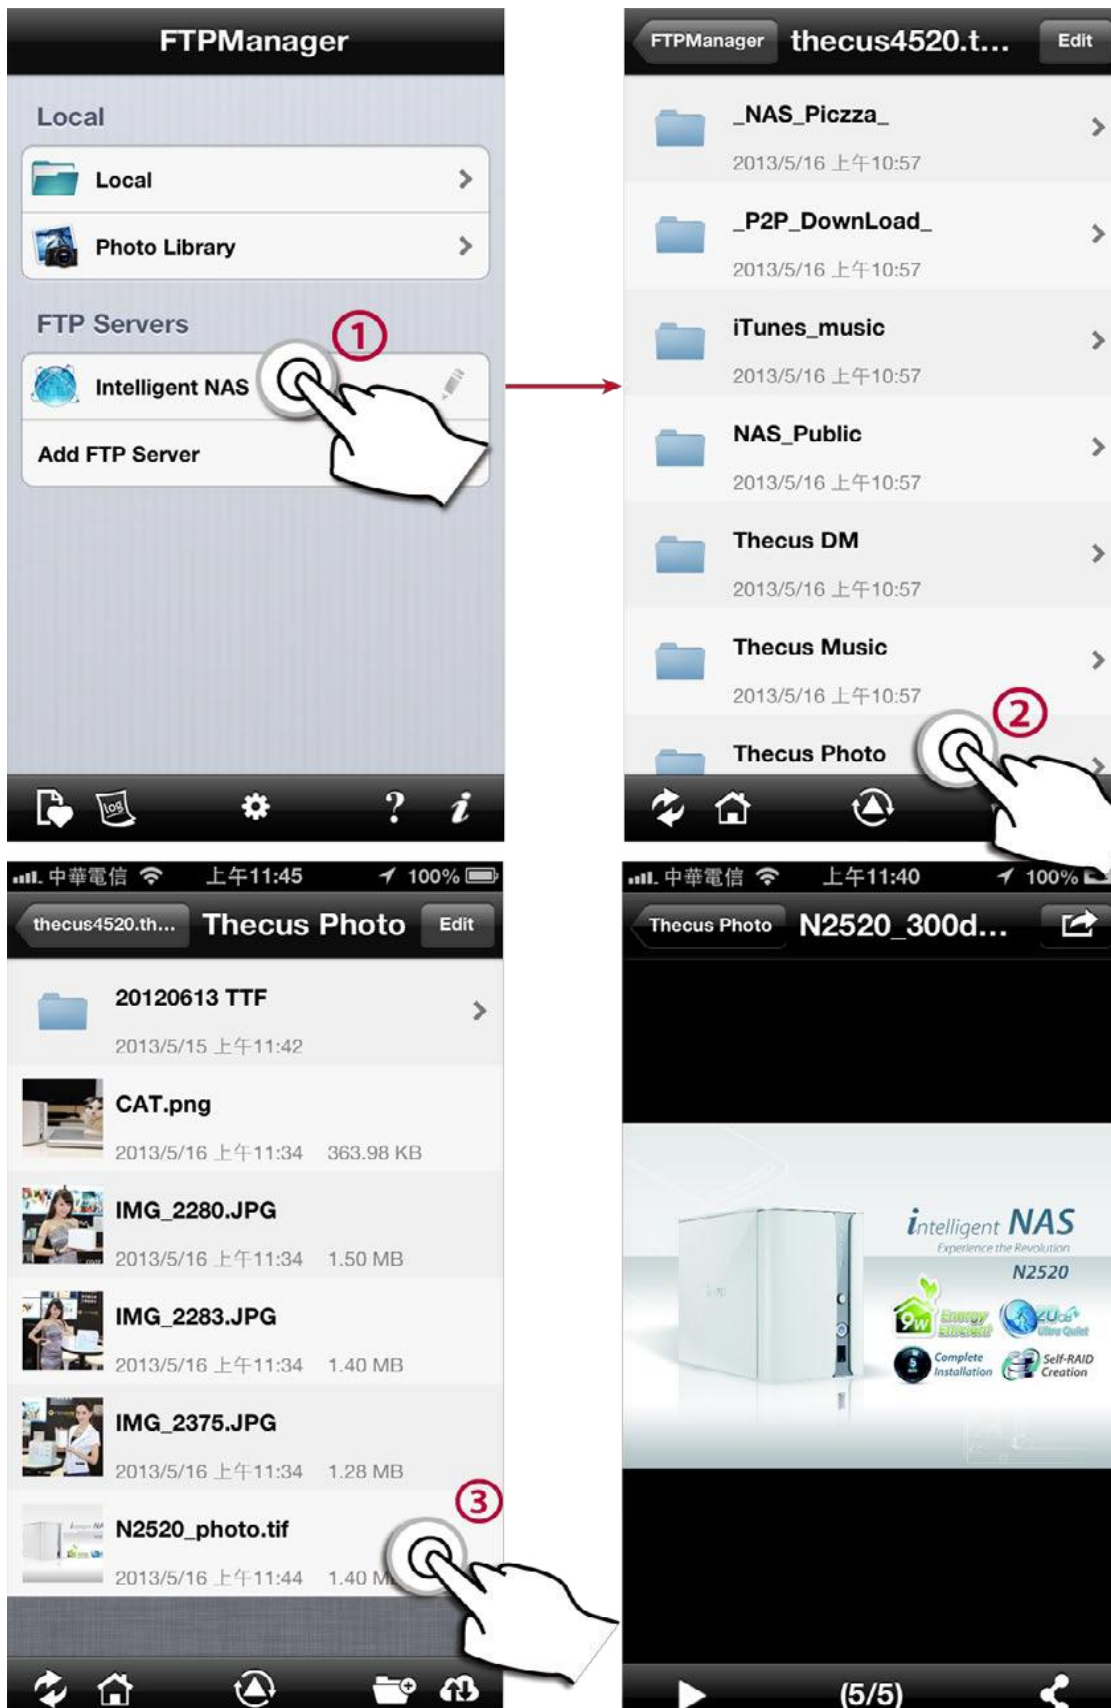 FTPManager
Local
Local
Photo Library
FTP Servers
1
Intelligent NAS
Add FTP Server
Log
?
i
FTPManager
thecus4520.t...
Edit
_NAS_Piczza_
2013/5/16 上午10:57
_P2P_DownLoad_
2013/5/16 上午10:57
iTunes_music
2013/5/16 上午10:57
NAS_Public
2013/5/16 上午10:57
Thecus DM
2013/5/16 上午10:57
Thecus Music
2013/5/16 上午10:57
2
Thecus Photo
中華電信 上午11:45 100%
thecus4520.th...
Thecus Photo
Edit
20120613 TTF
2013/5/15 上午11:42
CAT.png
2013/5/16 上午11:34 363.98 KB
IMG_2280.JPG
2013/5/16 上午11:34 1.50 MB
IMG_2283.JPG
2013/5/16 上午11:34 1.40 MB
IMG_2375.JPG
2013/5/16 上午11:34 1.28 MB
3
N2520_photo.tif
2013/5/16 上午11:44 1.40 M
中華電信 上午11:40 100%
Thecus Photo
N2520_300d...
intelligent NAS
Experience the Revolution
N2520
9w Energy Efficient
Ultra Quiet
5
Complete Installation
Self-RAID Creation
(5/5)